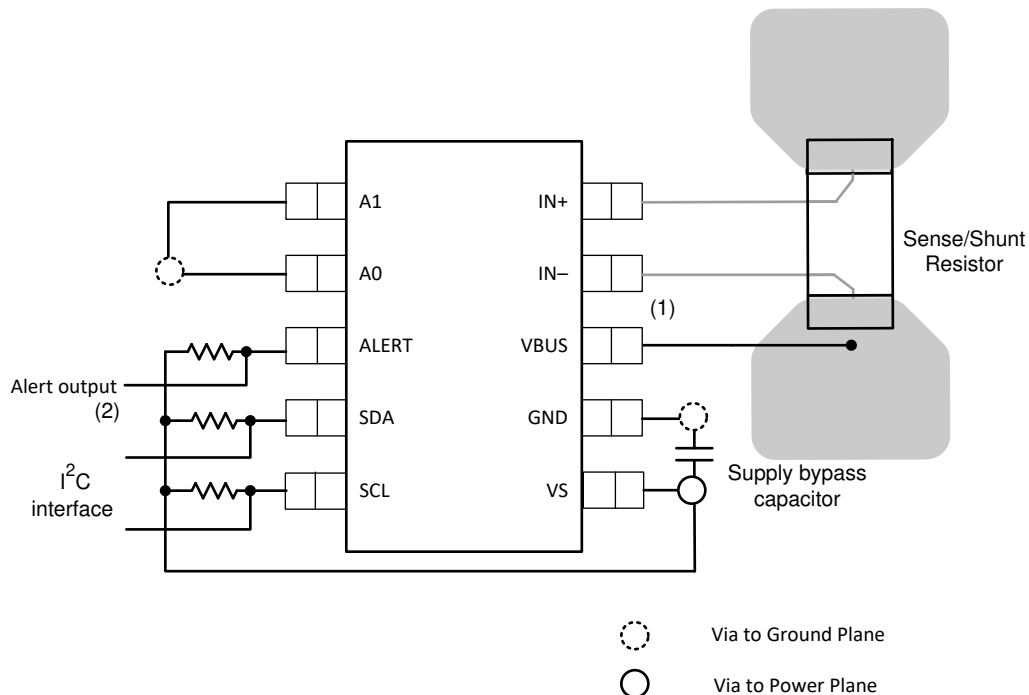 A1
IN+
A0
IN–
ALERT
VBUS
SDA
GND
SCL
VS
(1)
Sense/Shunt
Resistor
Alert output
(2)
I²C
interface
Supply bypass
capacitor
Via to Ground Plane
Via to Power Plane